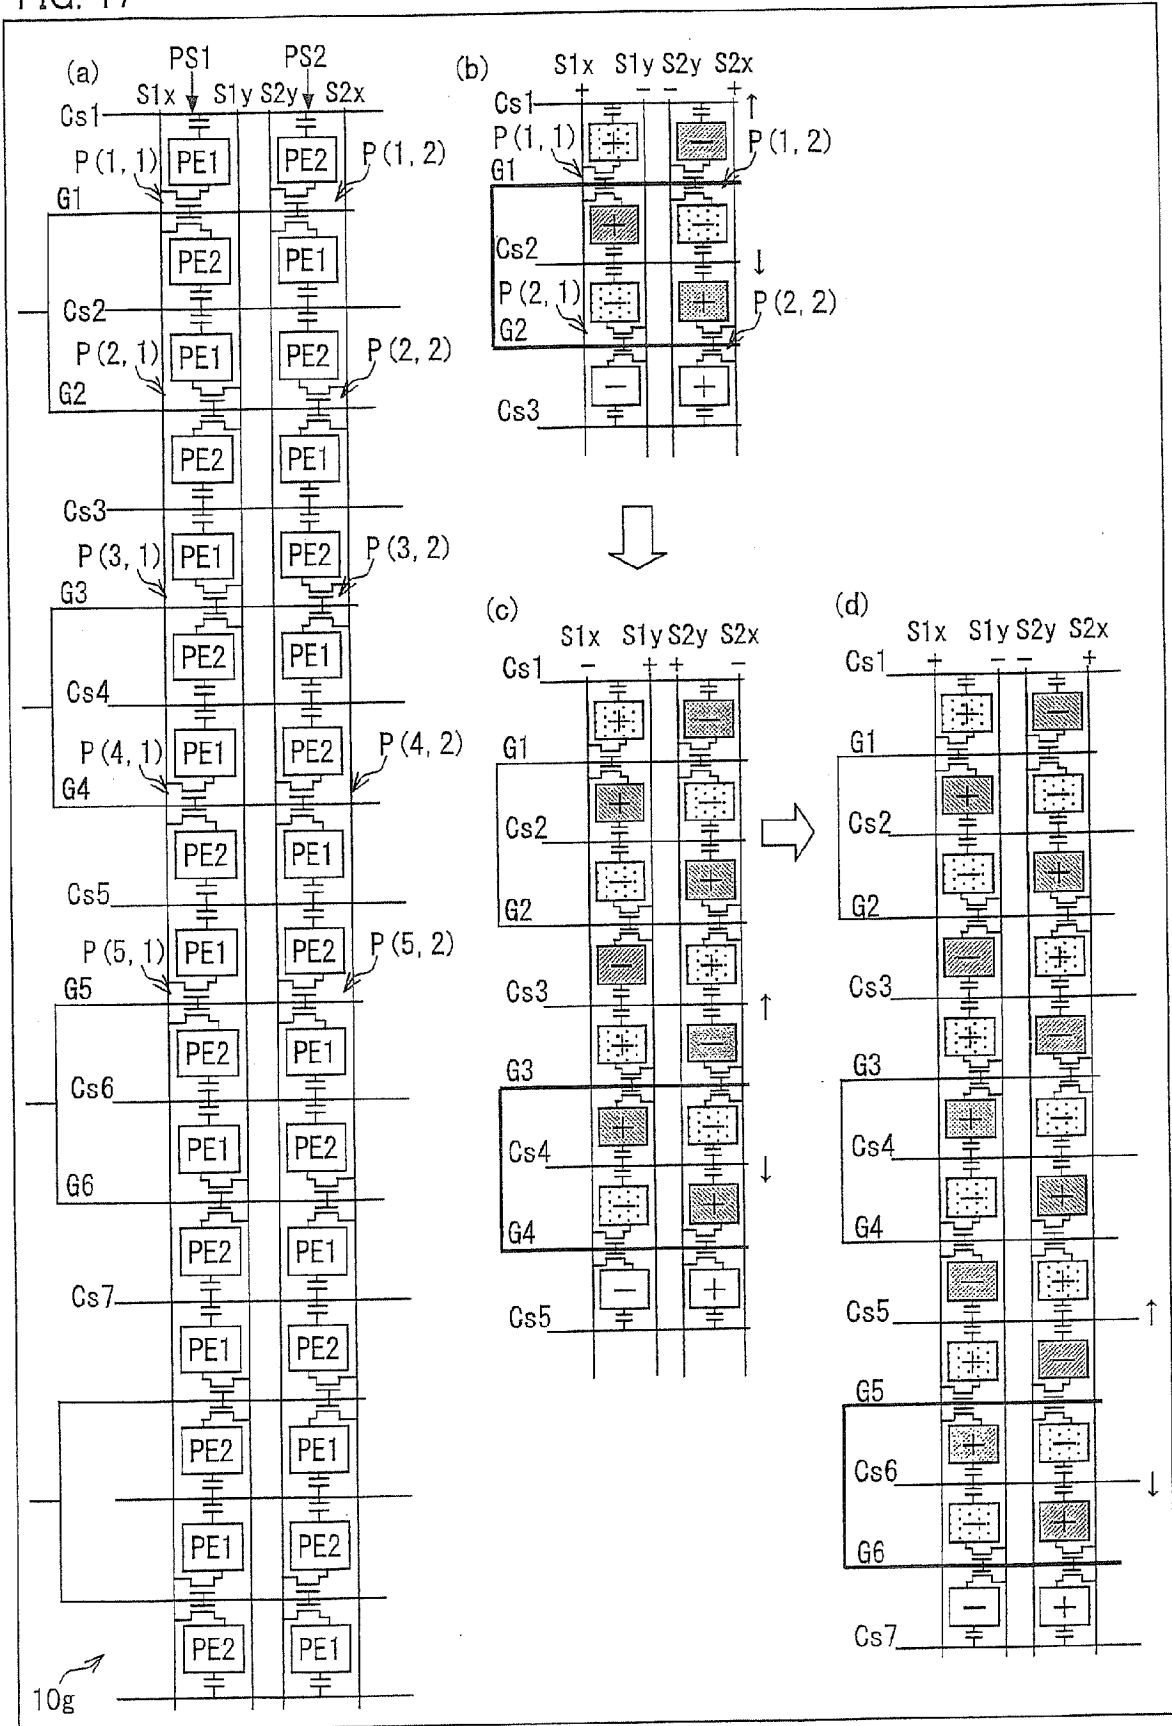 FIG. 17
(a)
PS1 PS2
S1x S1y S2y S2x
Cs1
P(1, 1) PE1 PE2 P(1, 2)
G1
PE2 PE1
Cs2
P(2, 1) PE1 PE2 P(2, 2)
G2
PE2 PE1
Cs3
P(3, 1) PE1 PE2 P(3, 2)
G3
PE2 PE1
Cs4
P(4, 1) PE1 PE2 P(4, 2)
G4
PE2 PE1
Cs5
P(5, 1) PE1 PE2 P(5, 2)
G5
PE2 PE1
Cs6
PE1 PE2
G6
PE2 PE1
Cs7
PE1 PE2
PE2 PE1
PE1 PE2
PE2 PE1
10g
(b)
S1x S1y S2y S2x
+ − − +
Cs1 ↑
+ −
P(1, 1) P(1, 2)
G1
+ −
Cs2 ↓
− +
P(2, 1) P(2, 2)
G2
− +
Cs3
(c)
S1x S1y S2y S2x
− + + −
Cs1
+ −
G1
+ −
Cs2
− +
G2
− +
Cs3 ↑
+ −
G3
+ −
Cs4 ↓
− +
G4
− +
Cs5
(d)
S1x S1y S2y S2x
+ − − +
Cs1
+ −
G1
+ −
Cs2
− +
G2
− +
Cs3
+ −
G3
+ −
Cs4
− +
G4
− +
Cs5 ↑
+ −
G5
+ −
Cs6 ↓
− +
G6
− +
Cs7